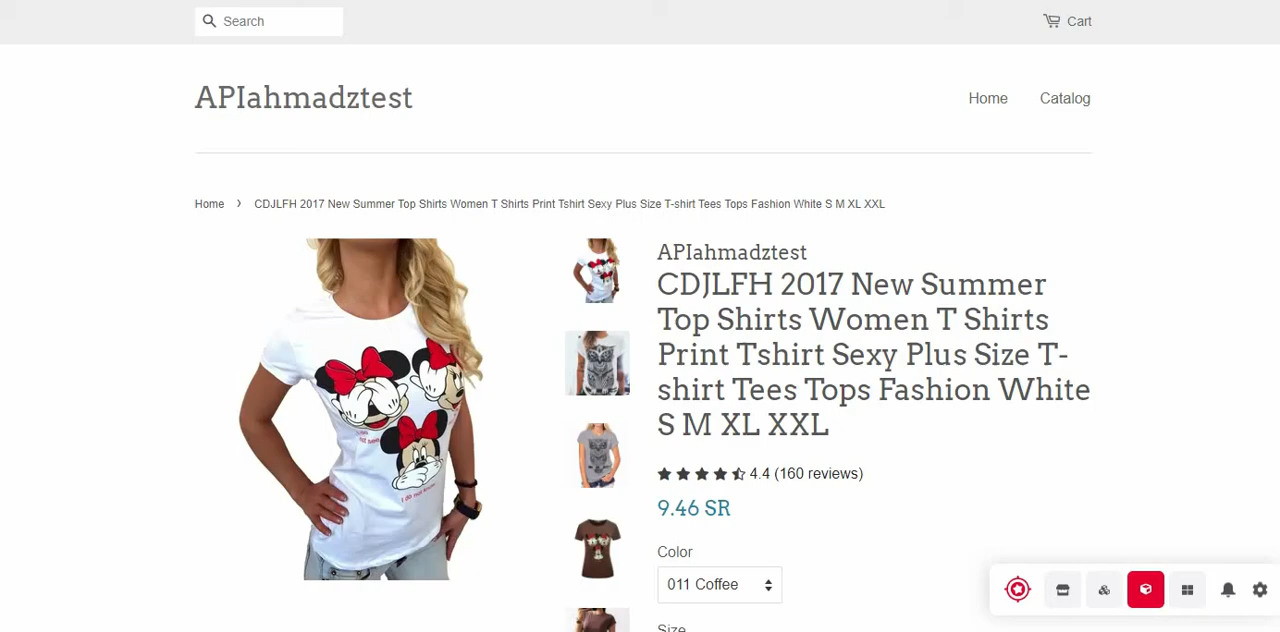 Search
Cart
APIahmadztest
Home
Catalog
Home › CDJLFH 2017 New Summer Top Shirts Women T Shirts Print Tshirt Sexy Plus Size T-shirt Tees Tops Fashion White S M XL XXL
APIahmadztest
CDJLFH 2017 New Summer
Top Shirts Women T Shirts
Print Tshirt Sexy Plus Size T-
shirt Tees Tops Fashion White
S M XL XXL
4.4 (160 reviews)
9.46 SR
Color
011 Coffee
Size
I do not know